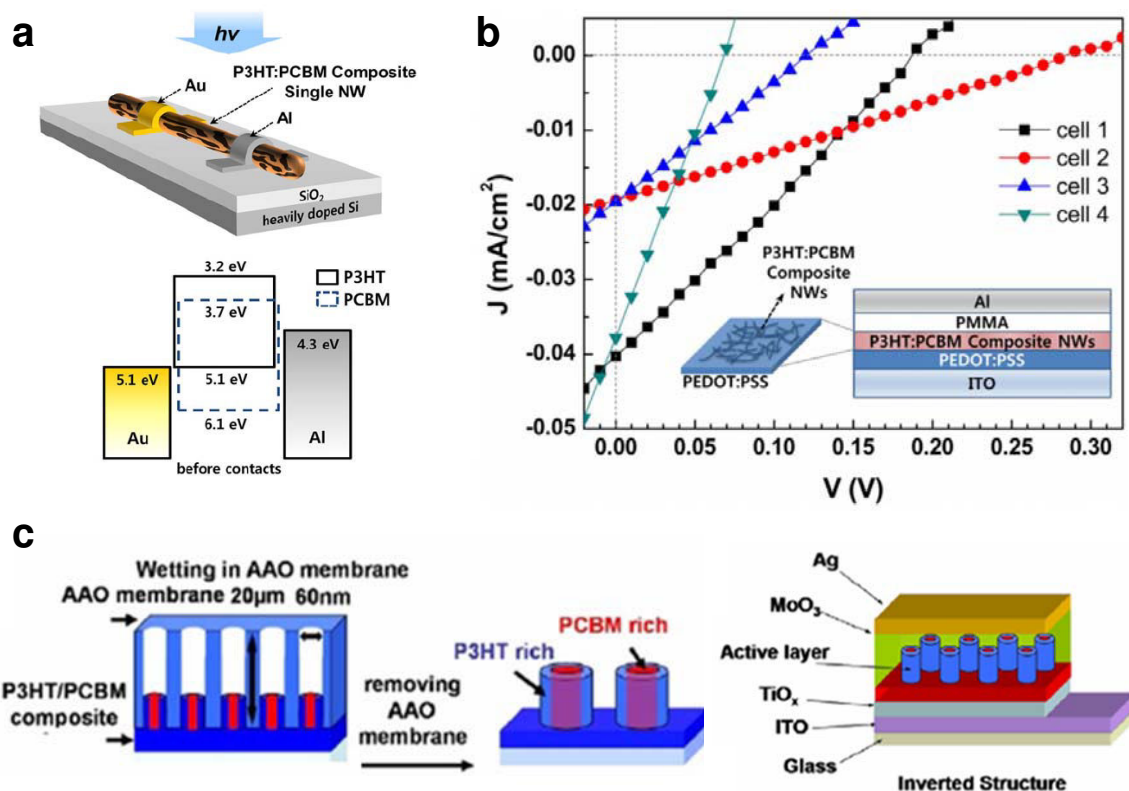 a
hν
P3HT:PCBM Composite
Single NW
Au
Al
SiO₂
heavily doped Si
3.2 eV
P3HT
PCBM
3.7 eV
4.3 eV
5.1 eV
5.1 eV
6.1 eV
Au
Al
before contacts
b
0.00
-0.01
-0.02
-0.03
-0.04
-0.05
J (mA/cm²)
0.00
0.05
0.10
0.15
0.20
0.25
0.30
V (V)
cell 1
cell 2
cell 3
cell 4
P3HT:PCBM
Composite
NWs
PEDOT:PSS
Al
PMMA
P3HT:PCBM Composite NWs
PEDOT:PSS
ITO
c
Wetting in AAO membrane
AAO membrane 20μm 60nm
P3HT/PCBM
composite
removing
AAO
membrane
P3HT rich
PCBM rich
Ag
MoO₃
Active layer
TiOₓ
ITO
Glass
Inverted Structure